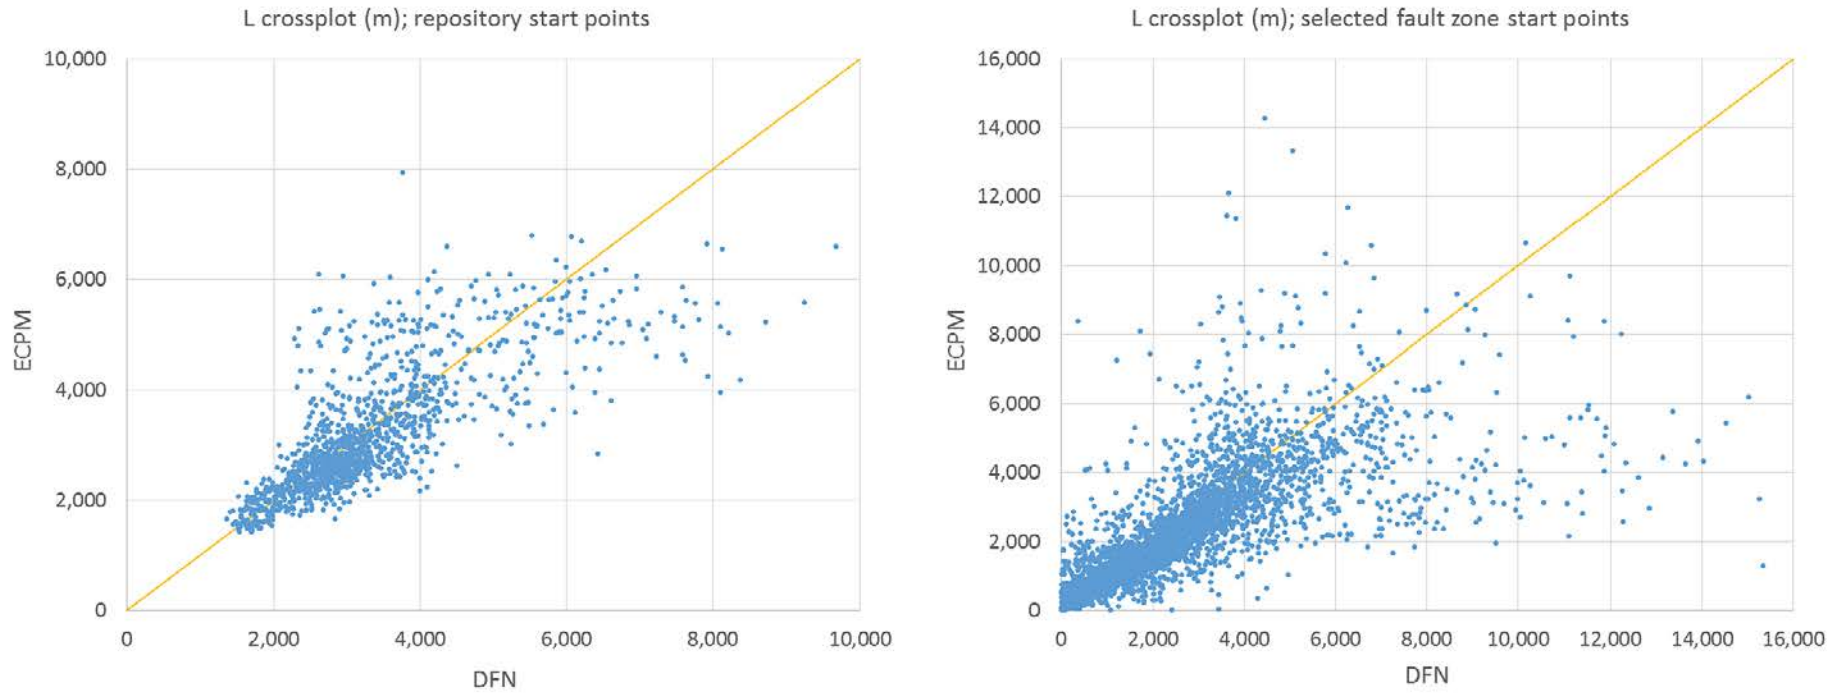 L crossplot (m); repository start points
10,000
8,000
6,000
4,000
2,000
0
0 2,000 4,000 6,000 8,000 10,000
ECPM
DFN
L crossplot (m); selected fault zone start points
16,000
14,000
12,000
10,000
8,000
6,000
4,000
2,000
0
0 2,000 4,000 6,000 8,000 10,000 12,000 14,000 16,000
ECPM
DFN